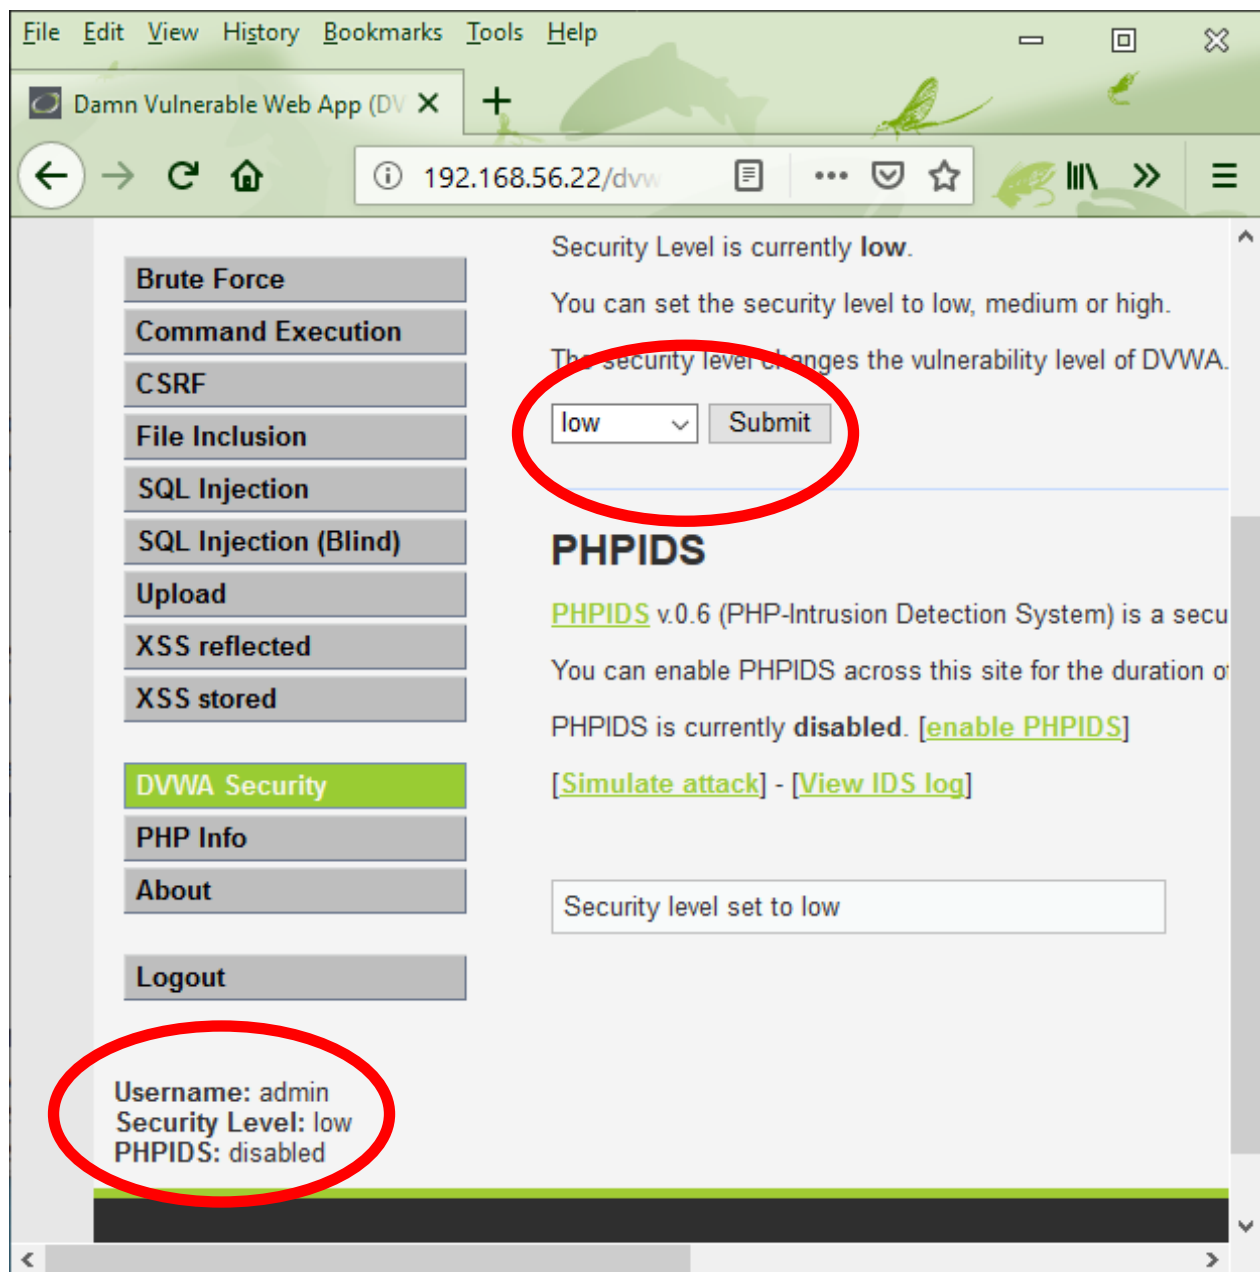 File Edit View History Bookmarks Tools Help
Damn Vulnerable Web App (DV
192.168.56.22/dvw
Security Level is currently low.
You can set the security level to low, medium or high.
The security level changes the vulnerability level of DVWA.
low Submit
PHPIDS
PHPIDS v.0.6 (PHP-Intrusion Detection System) is a secu
You can enable PHPIDS across this site for the duration of
PHPIDS is currently disabled. [enable PHPIDS]
[Simulate attack] - [View IDS log]
Security level set to low
Brute Force
Command Execution
CSRF
File Inclusion
SQL Injection
SQL Injection (Blind)
Upload
XSS reflected
XSS stored
DVWA Security
PHP Info
About
Logout
Username: admin
Security Level: low
PHPIDS: disabled